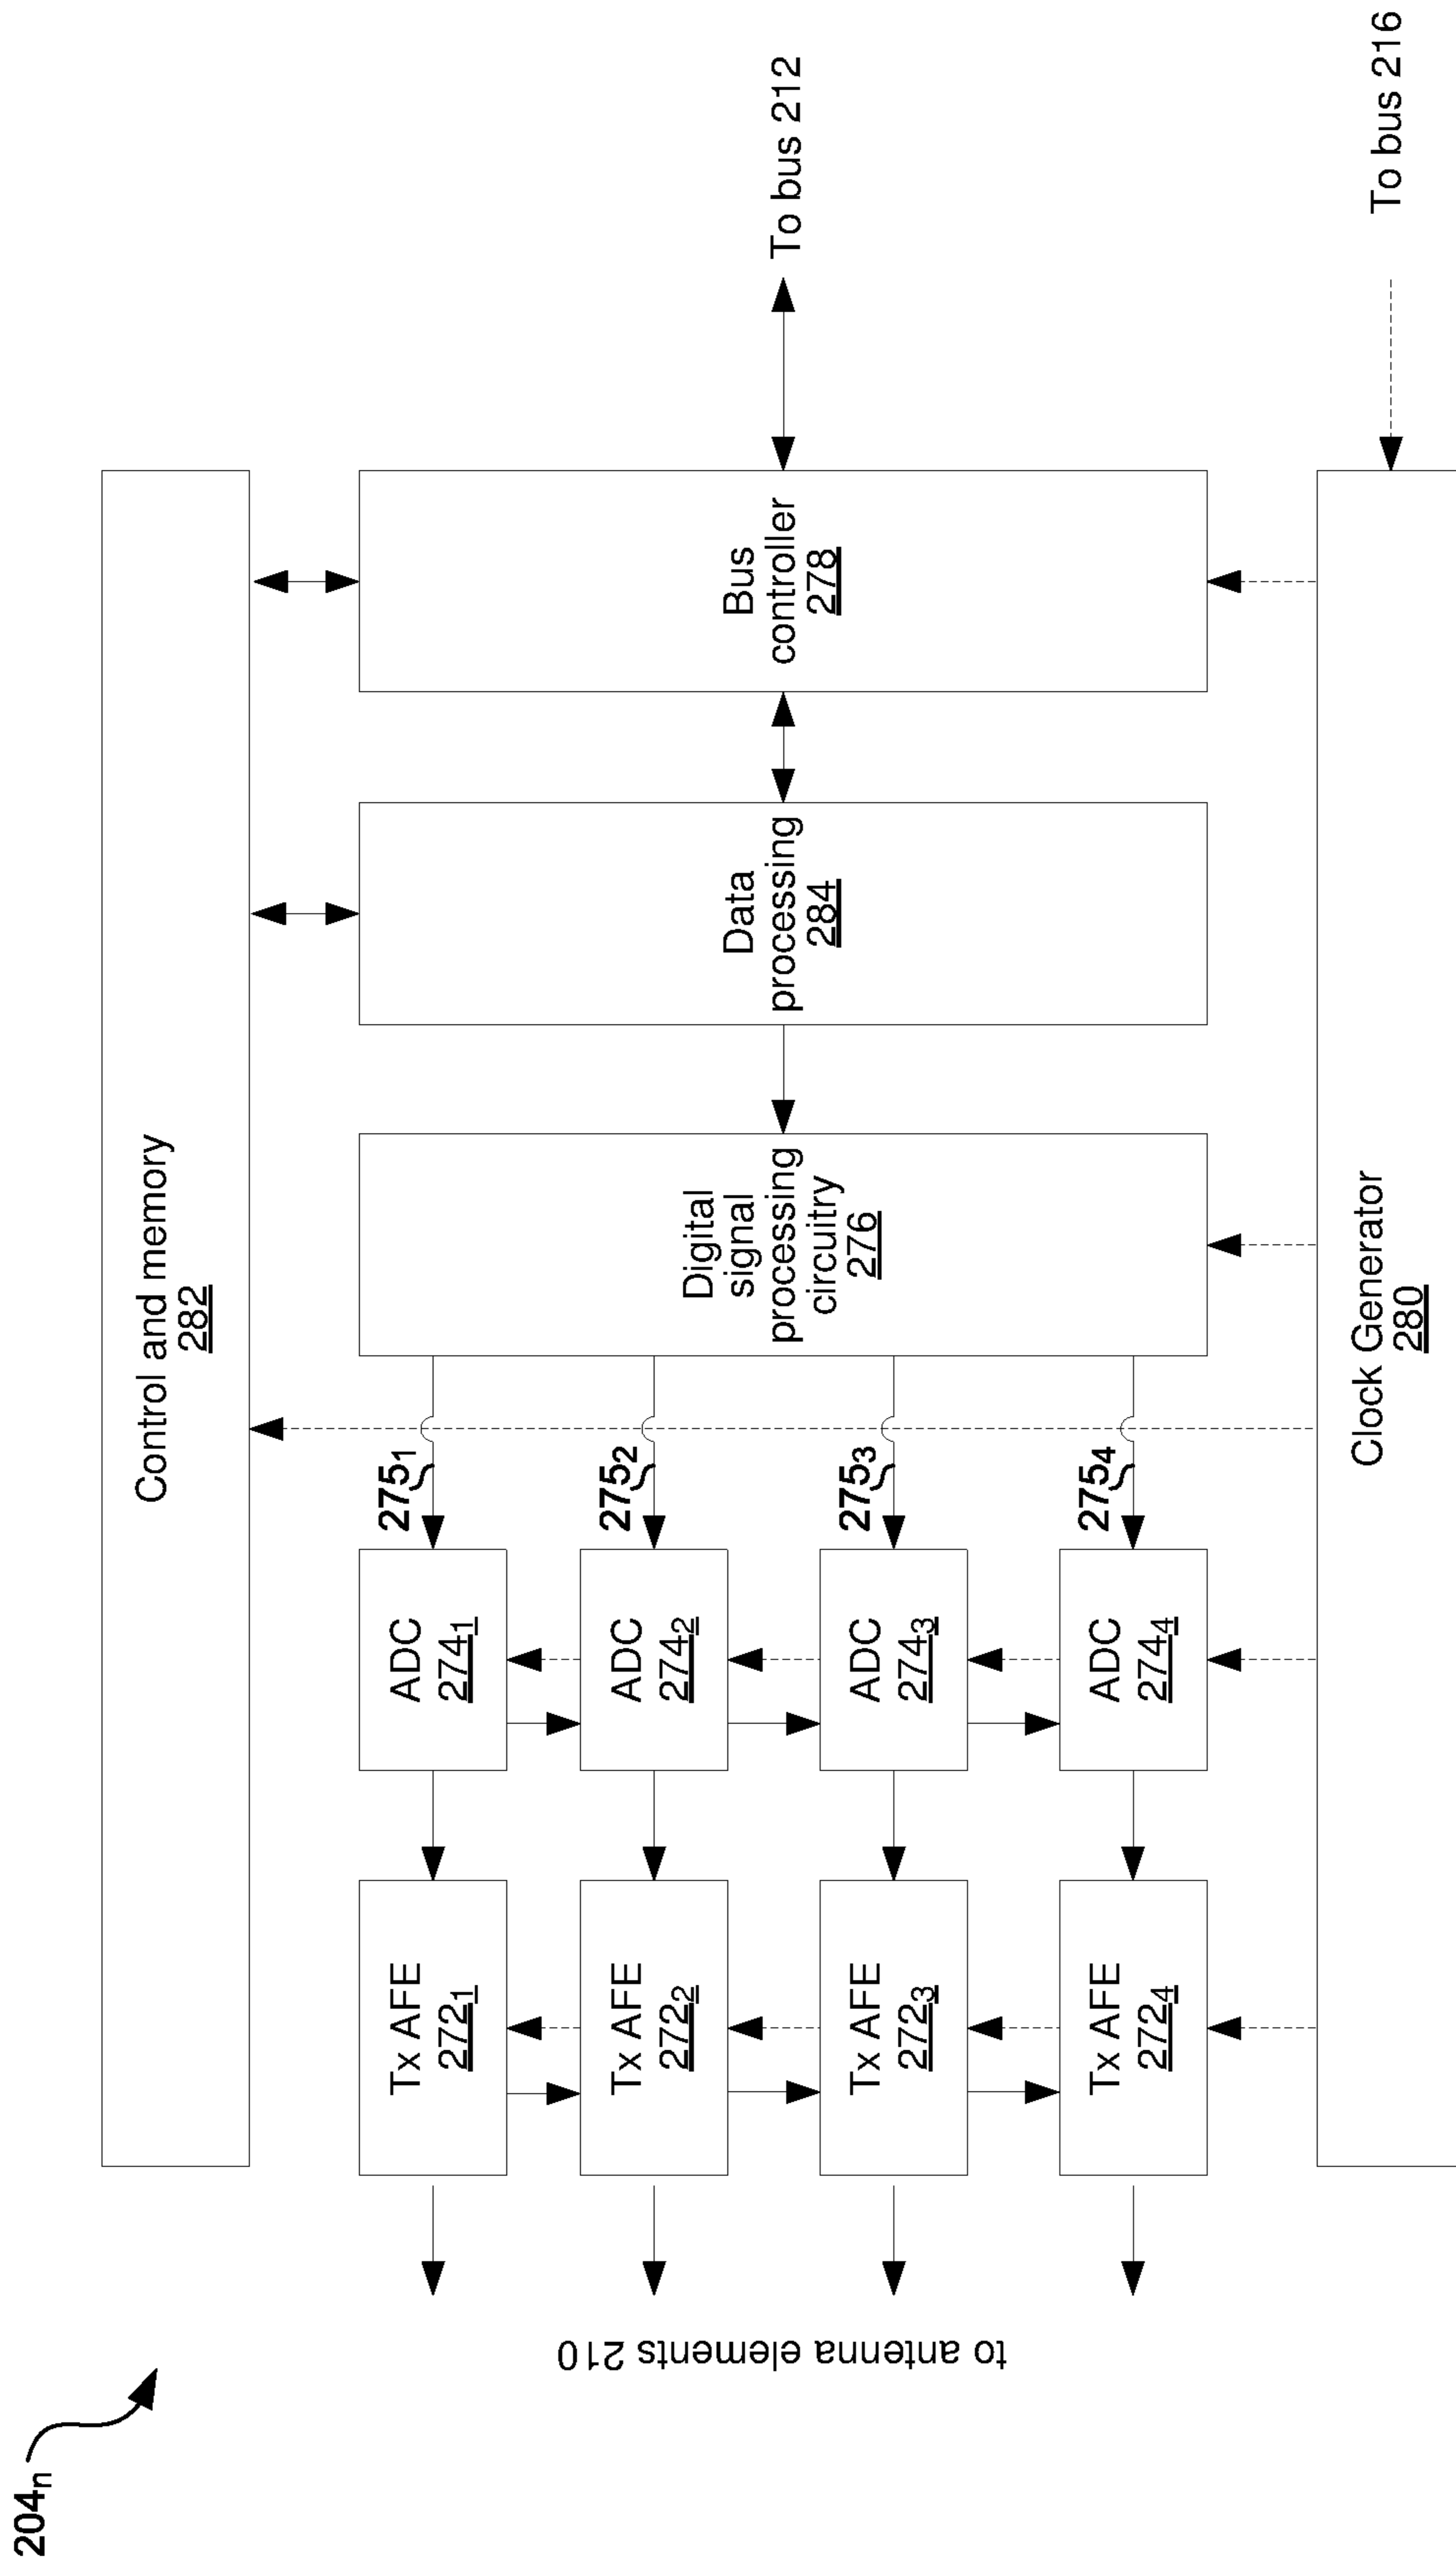 204n
Control and memory
282
to antenna elements 210
Tx AFE
2721
ADC
2741
2751
Tx AFE
2722
ADC
2742
2752
Tx AFE
2723
ADC
2743
2753
Tx AFE
2724
ADC
2744
2754
Digital
signal
processing
circuitry
276
Data
processing
284
Bus
controller
278
To bus 212
Clock Generator
280
To bus 216